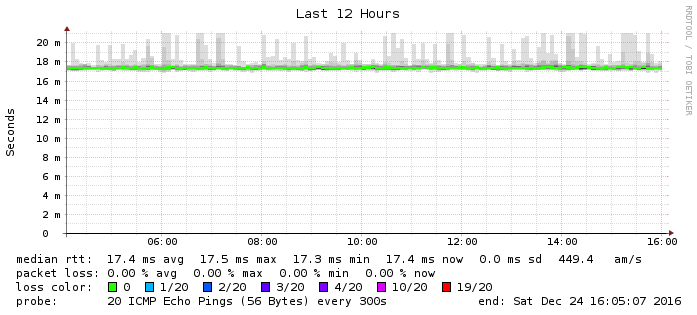 Last 12 Hours
RRDTOOL / TOBI OETIKER
Seconds
20 m
18 m
16 m
14 m
12 m
10 m
8 m
6 m
4 m
2 m
0
06:00 08:00 10:00 12:00 14:00 16:00
median rtt: 17.4 ms avg 17.5 ms max 17.3 ms min 17.4 ms now 0.0 ms sd 449.4 am/s
packet loss: 0.00 % avg 0.00 % max 0.00 % min 0.00 % now
loss color: 0 1/20 2/20 3/20 4/20 10/20 19/20
probe: 20 ICMP Echo Pings (56 Bytes) every 300s end: Sat Dec 24 16:05:07 2016